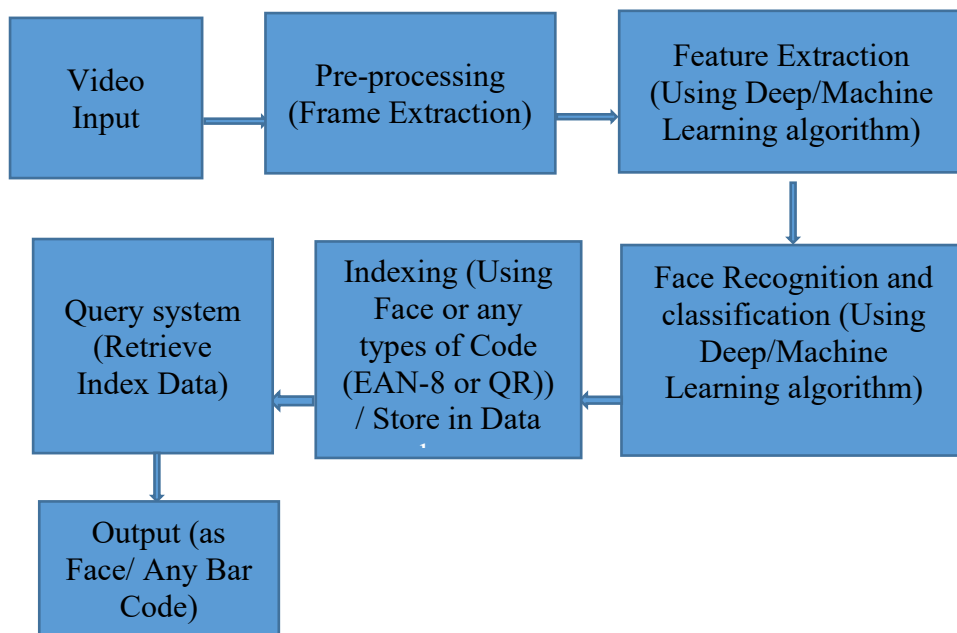 Video
Input
Pre-processing
(Frame Extraction)
Feature Extraction
(Using Deep/Machine
Learning algorithm)
Face Recognition and
classification (Using
Deep/Machine
Learning algorithm)
Indexing (Using
Face or any
types of Code
(EAN-8 or QR))
/ Store in Data
Query system
(Retrieve
Index Data)
Output (as
Face/ Any Bar
Code)